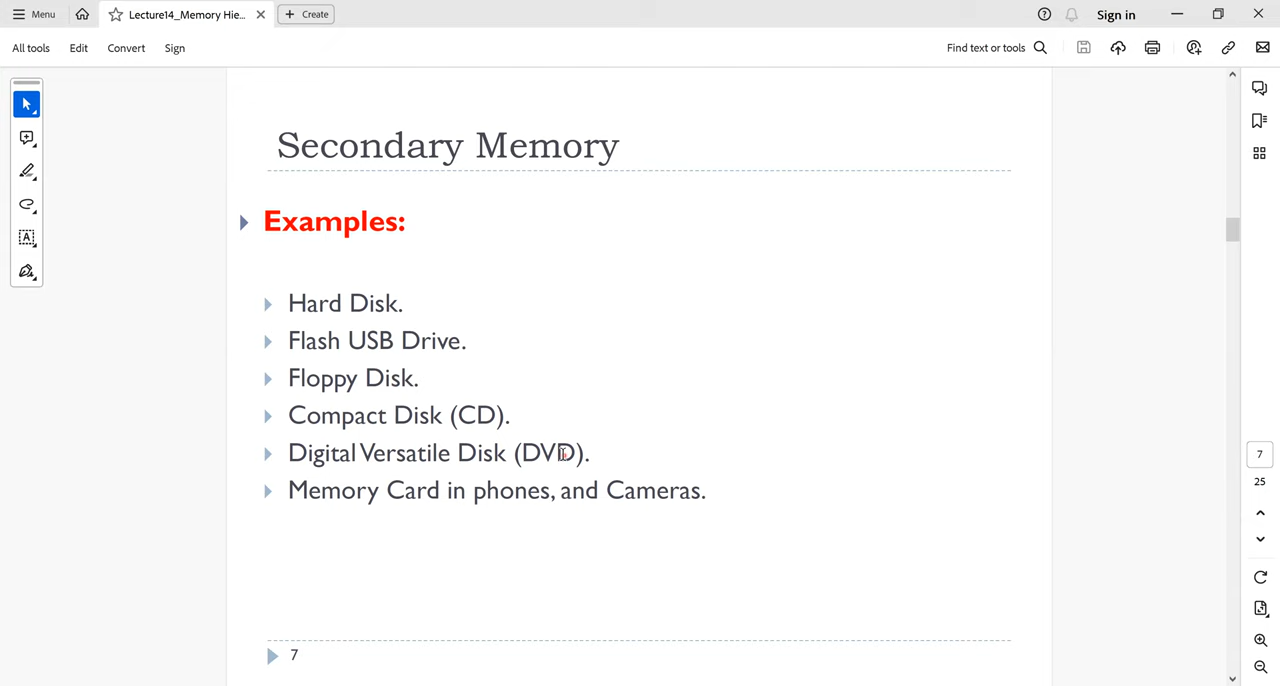 Menu
Lecture14_Memory Hie...
Create
Sign in
All tools
Edit
Convert
Sign
Find text or tools
Secondary Memory
Examples:
Hard Disk.
Flash USB Drive.
Floppy Disk.
Compact Disk (CD).
Digital Versatile Disk (DVD).
Memory Card in phones, and Cameras.
7
7
25